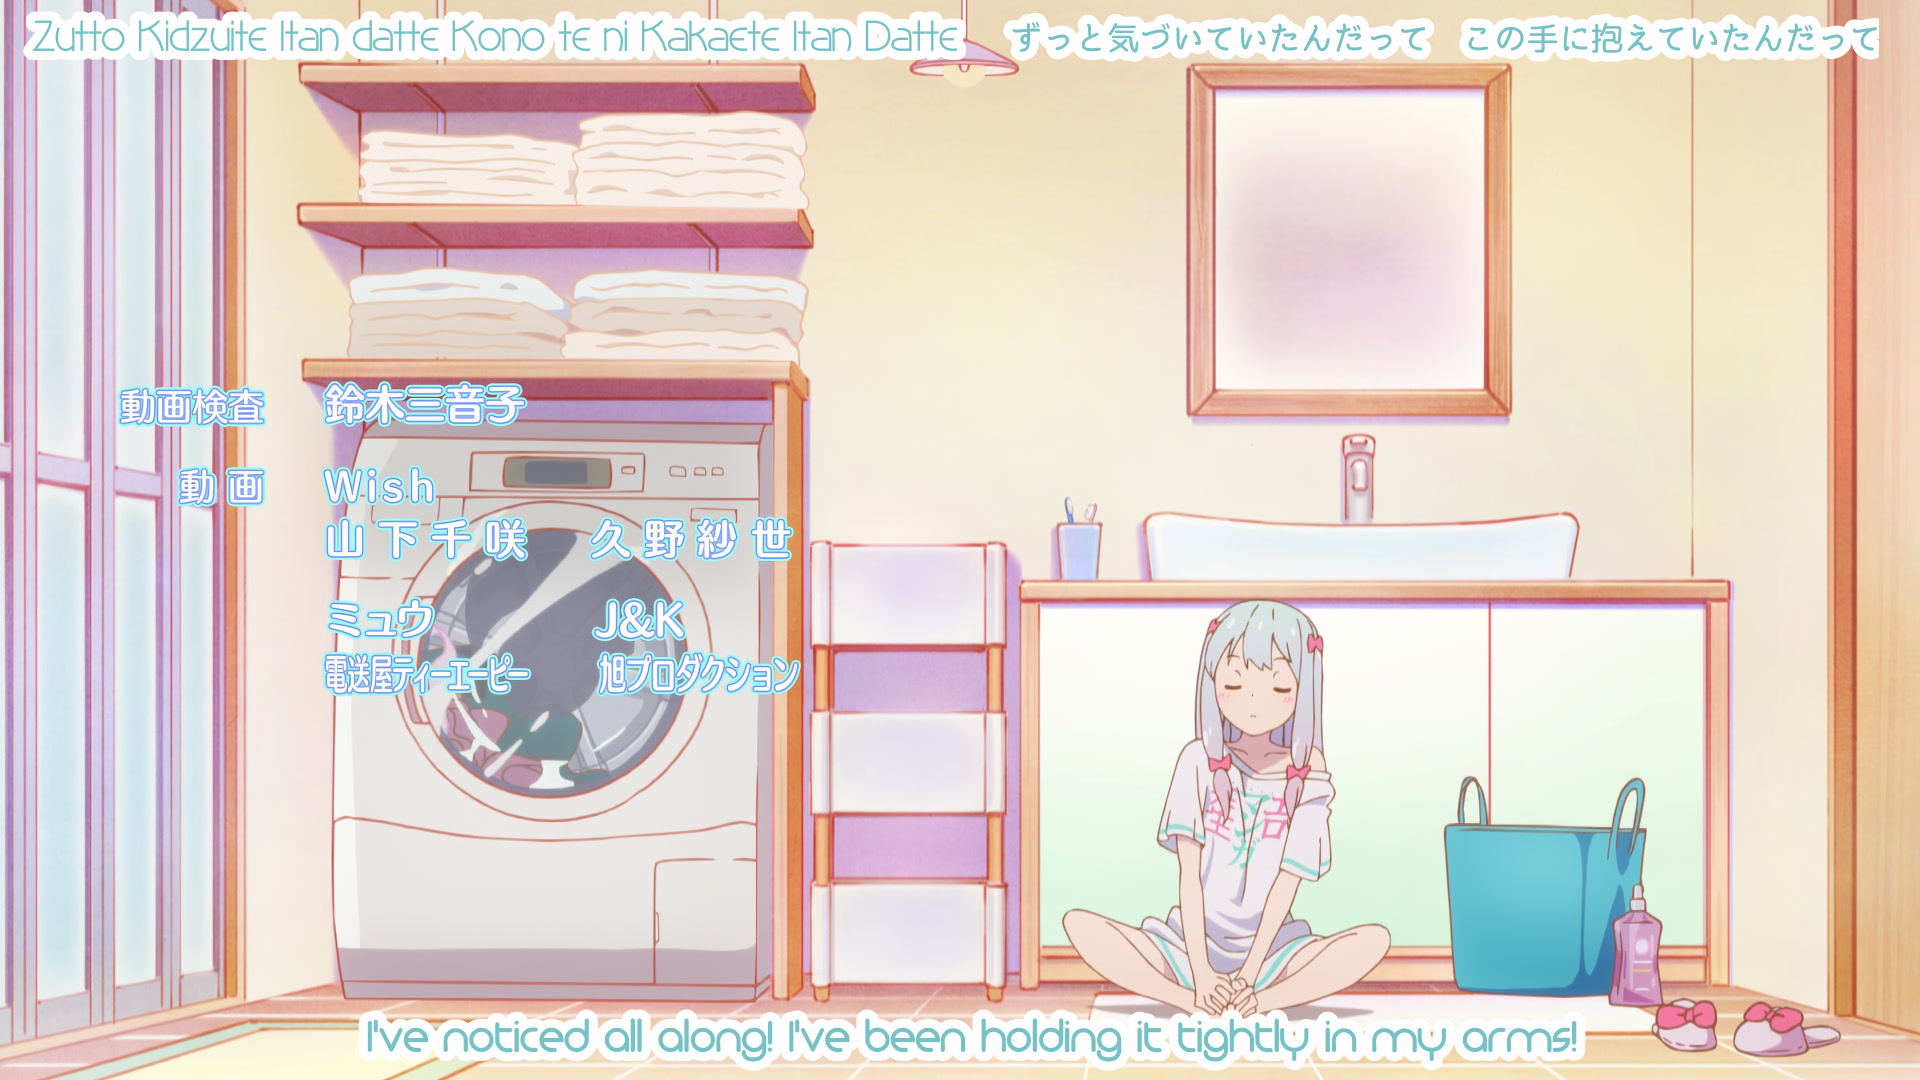 Zutto Kidzuite Itan datte Kono te ni Kakaete Itan Datte
ずっと気づいていたんだって この手に抱えていたんだって
動画検査 鈴木三音子
動画 Wish
山下千咲 久野紗世
ミュウ J&K
電送屋ティーエーピー 旭プロダクション
I've noticed all along! I've been holding it tightly in my arms!